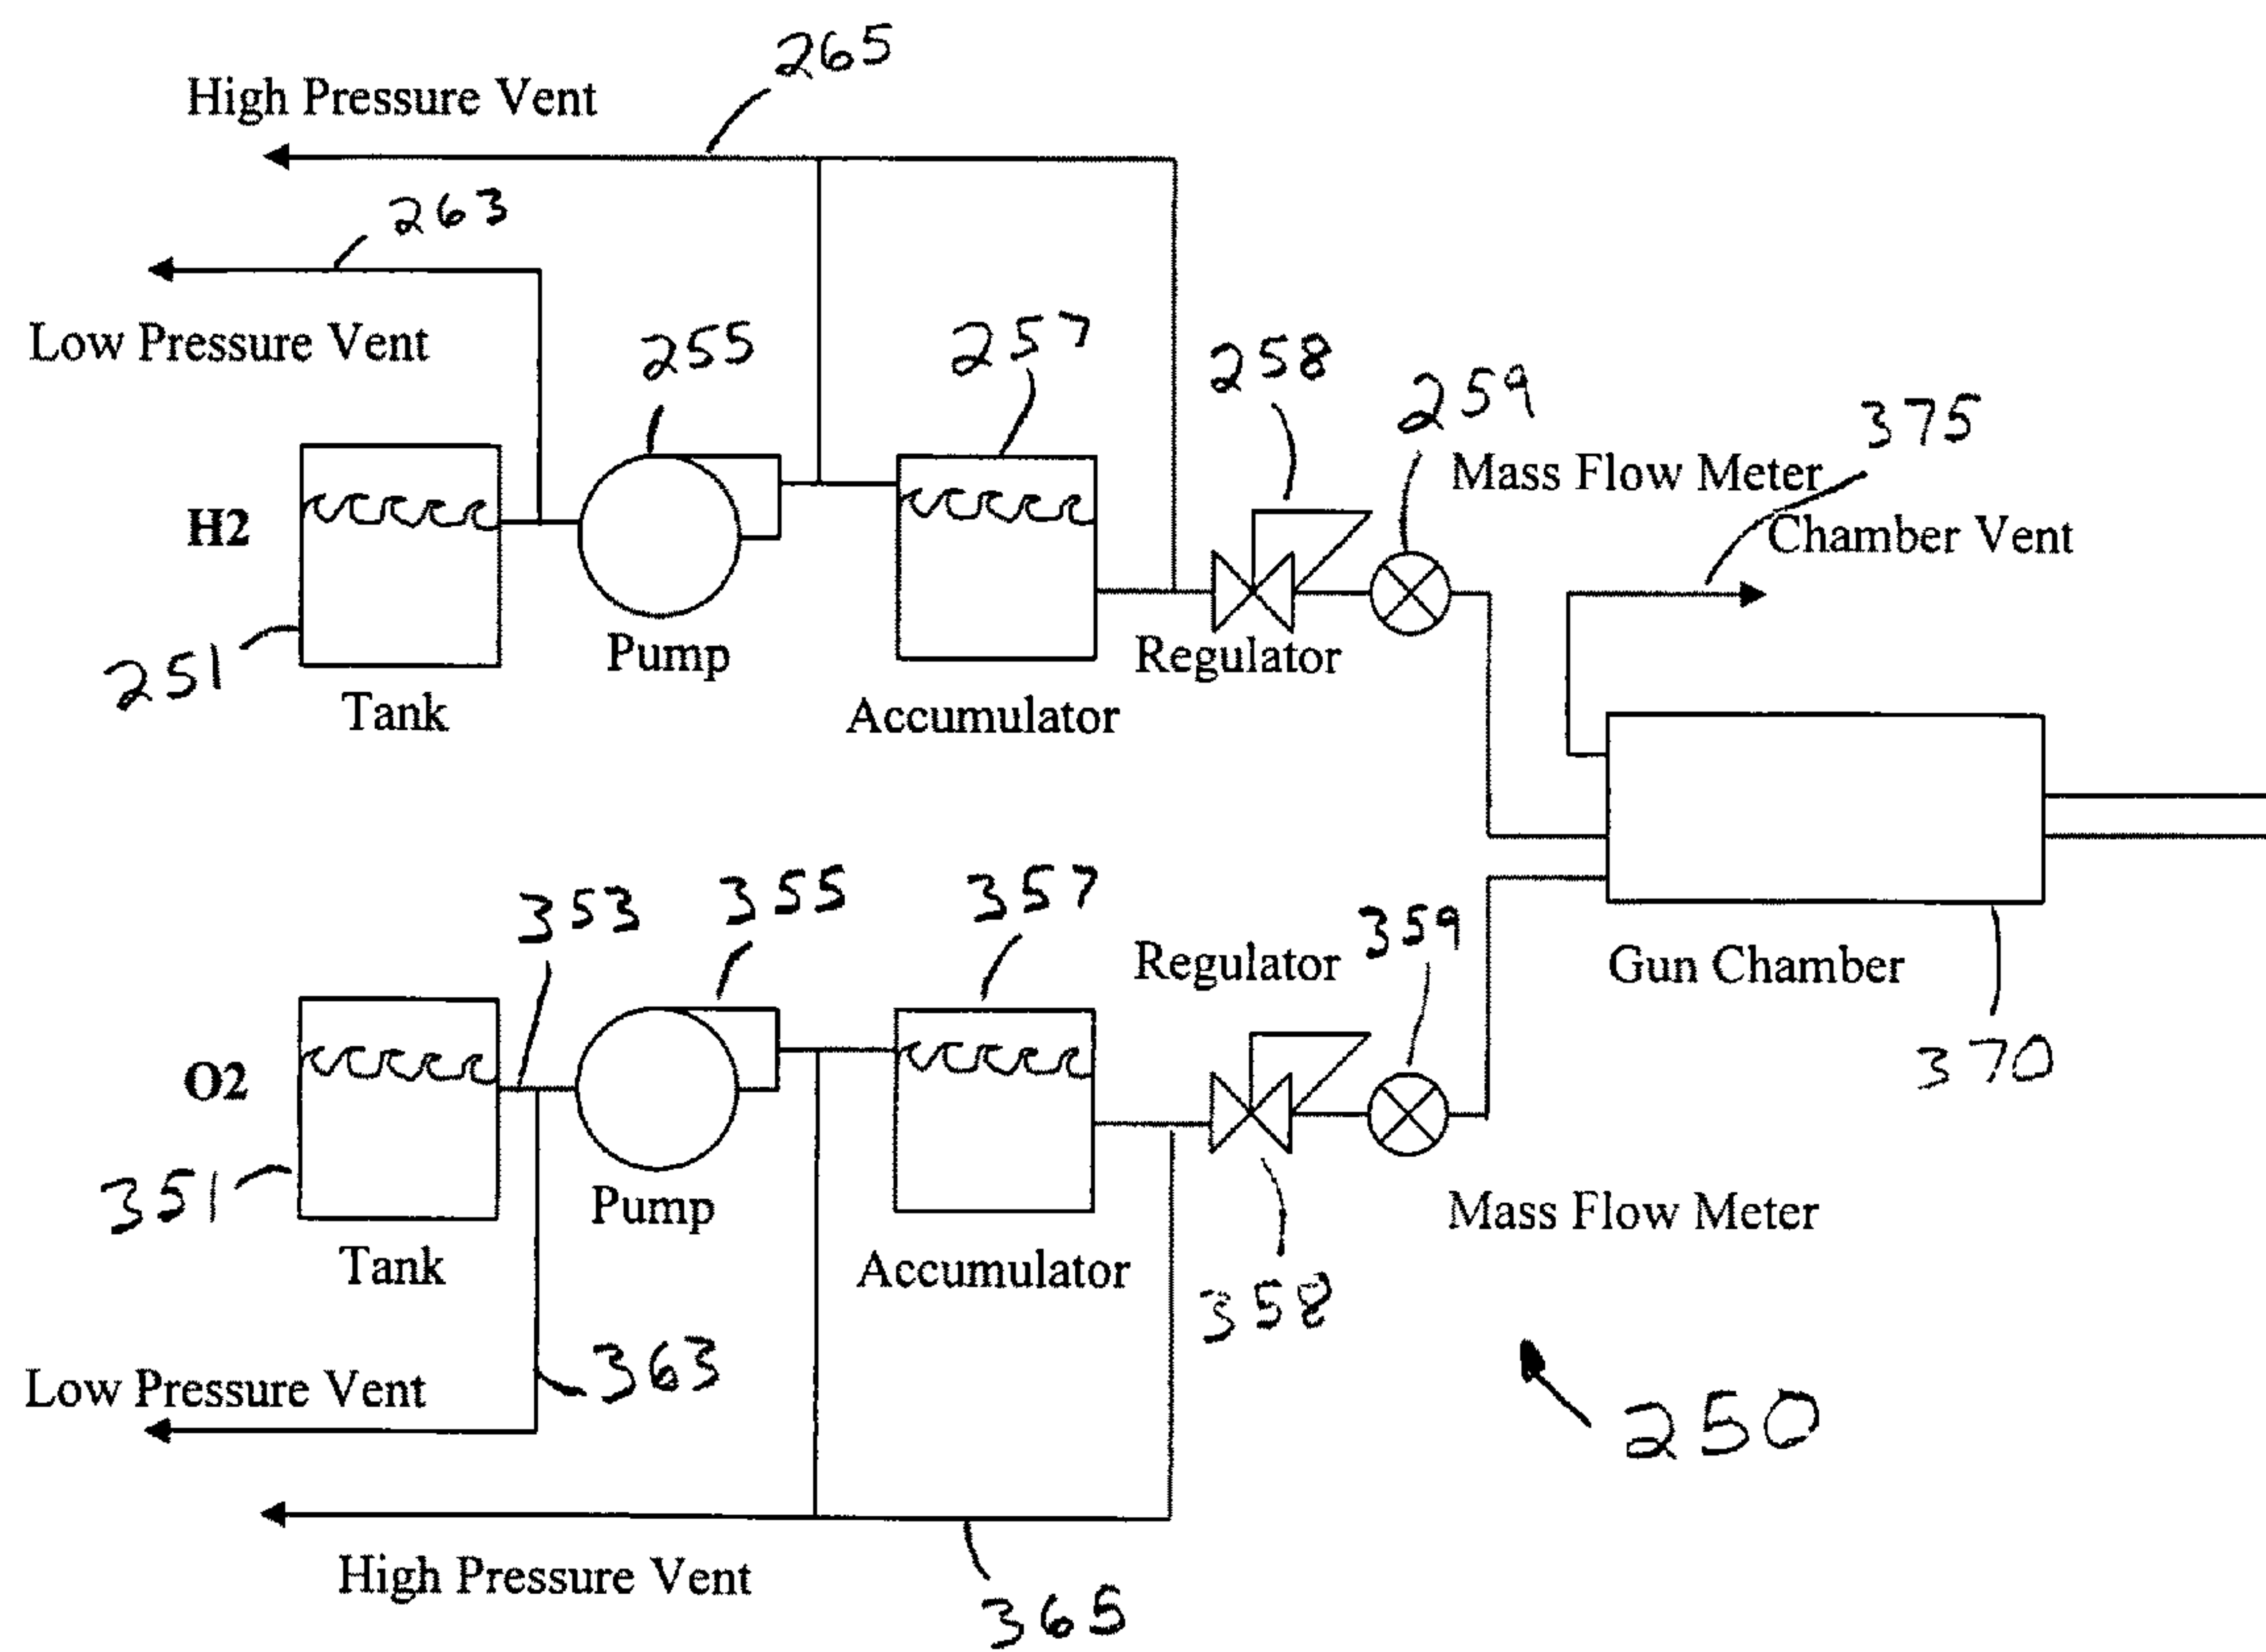 265
High Pressure Vent
263
Low Pressure Vent
255
257
258
259
375
Mass Flow Meter
Chamber Vent
H2
251
Tank
Pump
Accumulator
Regulator
353
355
357
Regulator
359
Gun Chamber
370
O2
351
Tank
Pump
Accumulator
358
Mass Flow Meter
363
Low Pressure Vent
250
High Pressure Vent
365